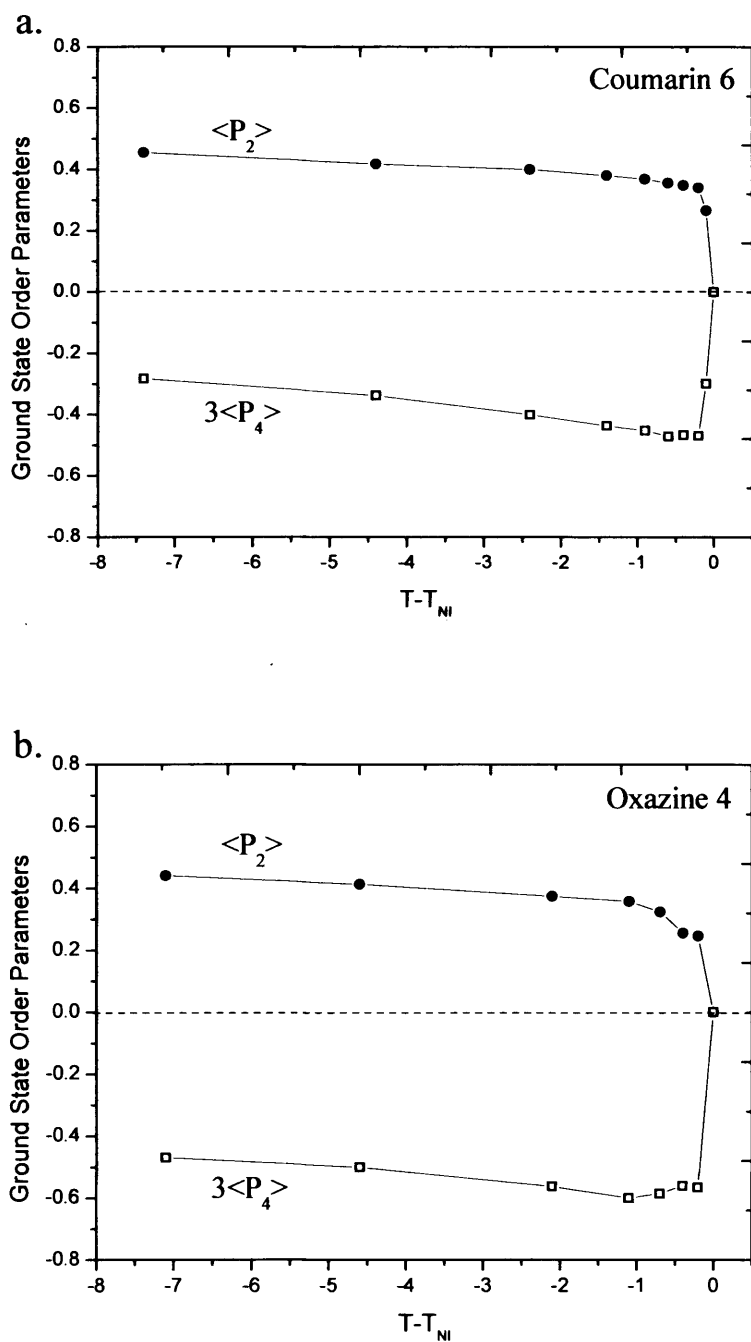 a.
Coumarin 6
<P₂>
3<P₄>
Ground State Order Parameters
0.8
0.6
0.4
0.2
0.0
-0.2
-0.4
-0.6
-0.8
-8 -7 -6 -5 -4 -3 -2 -1 0
T-T_NI
b.
Oxazine 4
<P₂>
3<P₄>
Ground State Order Parameters
0.8
0.6
0.4
0.2
0.0
-0.2
-0.4
-0.6
-0.8
-8 -7 -6 -5 -4 -3 -2 -1 0
T-T_NI